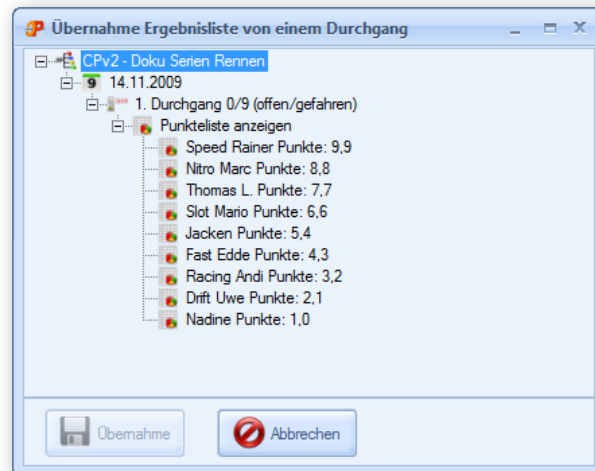 Übernahme Ergebnisliste von einem Durchgang
CPv2 - Doku Serien Rennen
9 14.11.2009
1. Durchgang 0/9 (offen/gefahren)
Punkteliste anzeigen
Speed Rainer Punkte: 9,9
Nitro Marc Punkte: 8,8
Thomas L. Punkte: 7,7
Slot Mario Punkte: 6,6
Jacken Punkte: 5,4
Fast Edde Punkte: 4,3
Racing Andi Punkte: 3,2
Drift Uwe Punkte: 2,1
Nadine Punkte: 1,0
Übernahme Abbrechen